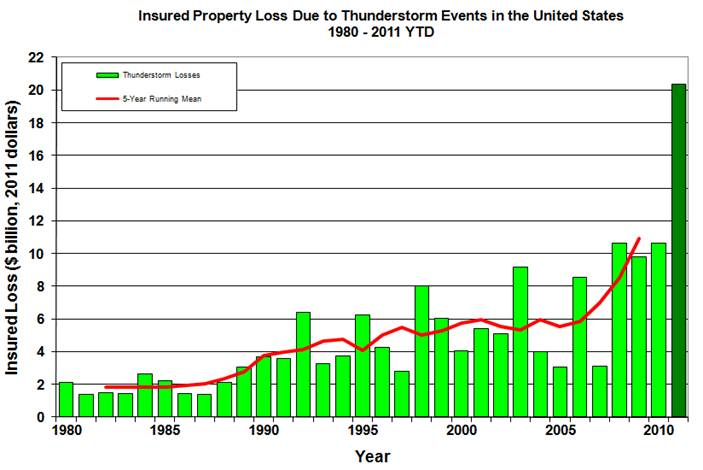 Insured Property Loss Due to Thunderstorm Events in the United States
1980 - 2011 YTD
Insured Loss ($ billion, 2011 dollars)
22
20
18
16
14
12
10
8
6
4
2
0
Thunderstorm Losses
5-Year Running Mean
1980 1985 1990 1995 2000 2005 2010
Year